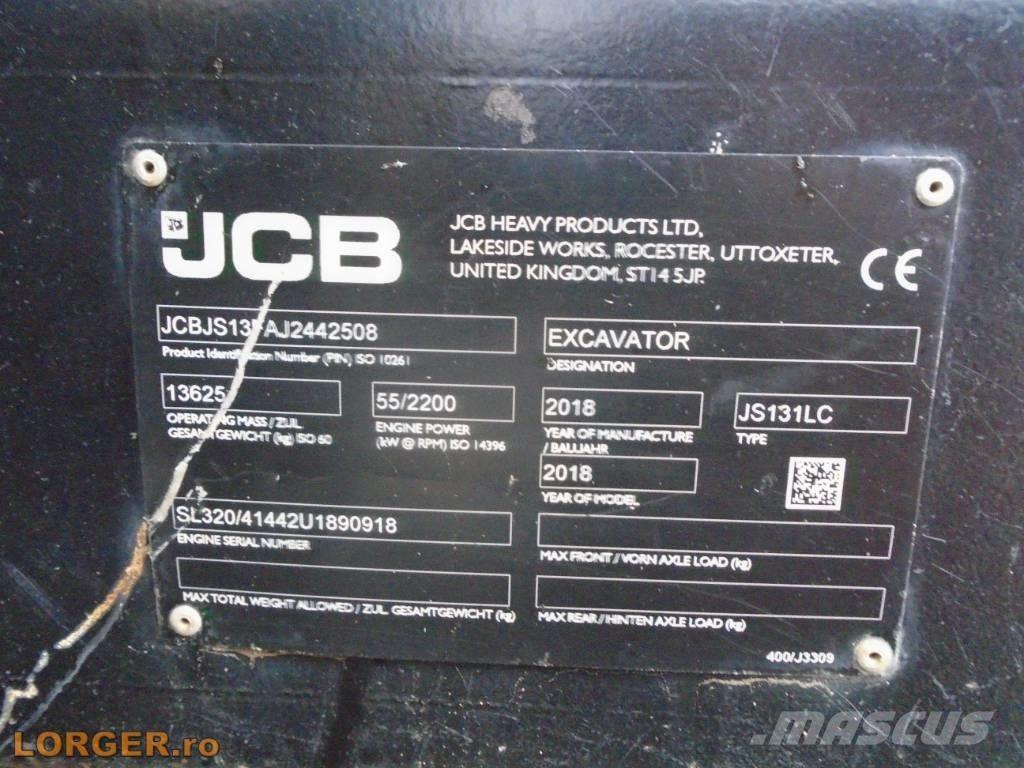 JCB
JCB HEAVY PRODUCTS LTD,
LAKESIDE WORKS, ROCESTER, UTTOXETER,
UNITED KINGDOM, ST14 5JP.
CE
Product Identification Number (PIN) ISO 10261
EXCAVATOR
DESIGNATION
13625
OPERATING MASS / ZUL.
GESAMTGEWICHT (kg) ISO 60
55/2200
ENGINE POWER
(kW @ RPM) ISO 14396
2018
YEAR OF MANUFACTURE
/ BAUJAHR
JS131LC
TYPE
2018
YEAR OF MODEL
SL320/41442U1890918
ENGINE SERIAL NUMBER
MAX FRONT / VORN AXLE LOAD (kg)
MAX TOTAL WEIGHT ALLOWED / ZUL. GESAMTGEWICHT (kg)
MAX REAR / HINTEN AXLE LOAD (kg)
400/J3309
LORGER.ro
MASCUS